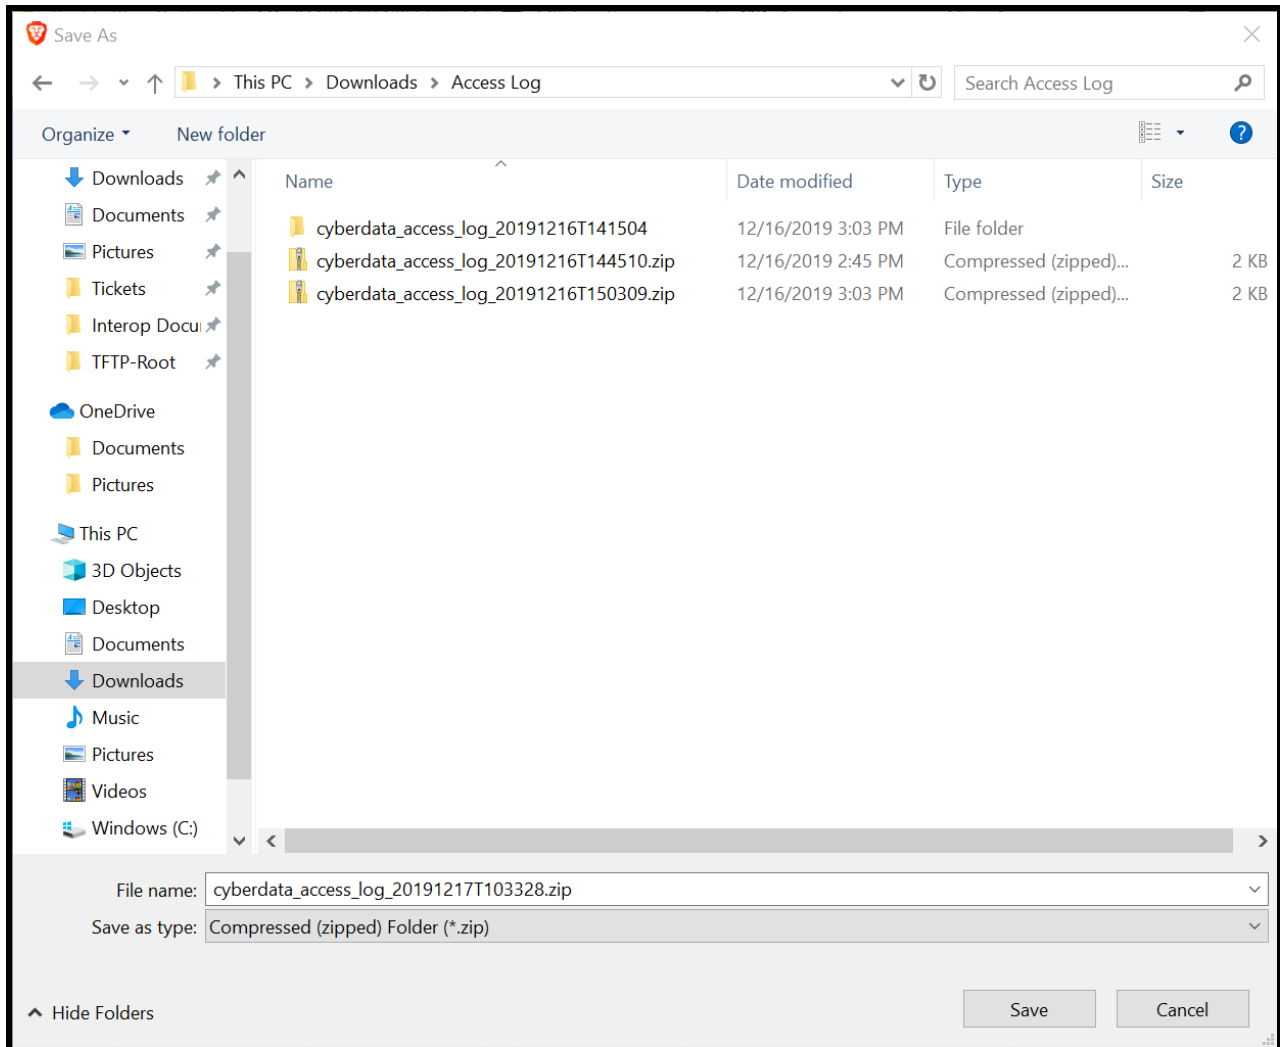 Save As
This PC > Downloads > Access Log
Search Access Log
Organize
New folder
Name
Date modified
Type
Size
cyberdata_access_log_20191216T141504
12/16/2019 3:03 PM
File folder
cyberdata_access_log_20191216T144510.zip
12/16/2019 2:45 PM
Compressed (zipped)...
2 KB
cyberdata_access_log_20191216T150309.zip
12/16/2019 3:03 PM
Compressed (zipped)...
2 KB
Downloads
Documents
Pictures
Tickets
Interop Docu
TFTP-Root
OneDrive
Documents
Pictures
This PC
3D Objects
Desktop
Documents
Downloads
Music
Pictures
Videos
Windows (C:)
File name: cyberdata_access_log_20191217T103328.zip
Save as type: Compressed (zipped) Folder (*.zip)
Hide Folders
Save
Cancel